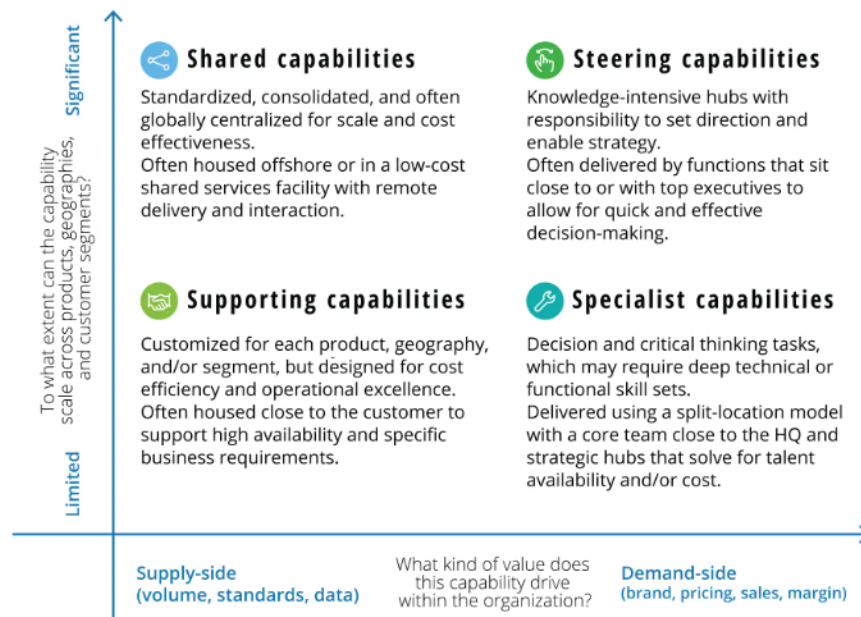 Significant
To what extent can the capability
scale across products, geographies,
and customer segments?
Limited
Shared capabilities
Standardized, consolidated, and often
globally centralized for scale and cost
effectiveness.
Often housed offshore or in a low-cost
shared services facility with remote
delivery and interaction.
Steering capabilities
Knowledge-intensive hubs with
responsibility to set direction and
enable strategy.
Often delivered by functions that sit
close to or with top executives to
allow for quick and effective
decision-making.
Supporting capabilities
Customized for each product, geography,
and/or segment, but designed for cost
efficiency and operational excellence.
Often housed close to the customer to
support high availability and specific
business requirements.
Specialist capabilities
Decision and critical thinking tasks,
which may require deep technical or
functional skill sets.
Delivered using a split-location model
with a core team close to the HQ and
strategic hubs that solve for talent
availability and/or cost.
Supply-side
(volume, standards, data)
What kind of value does
this capability drive
within the organization?
Demand-side
(brand, pricing, sales, margin)